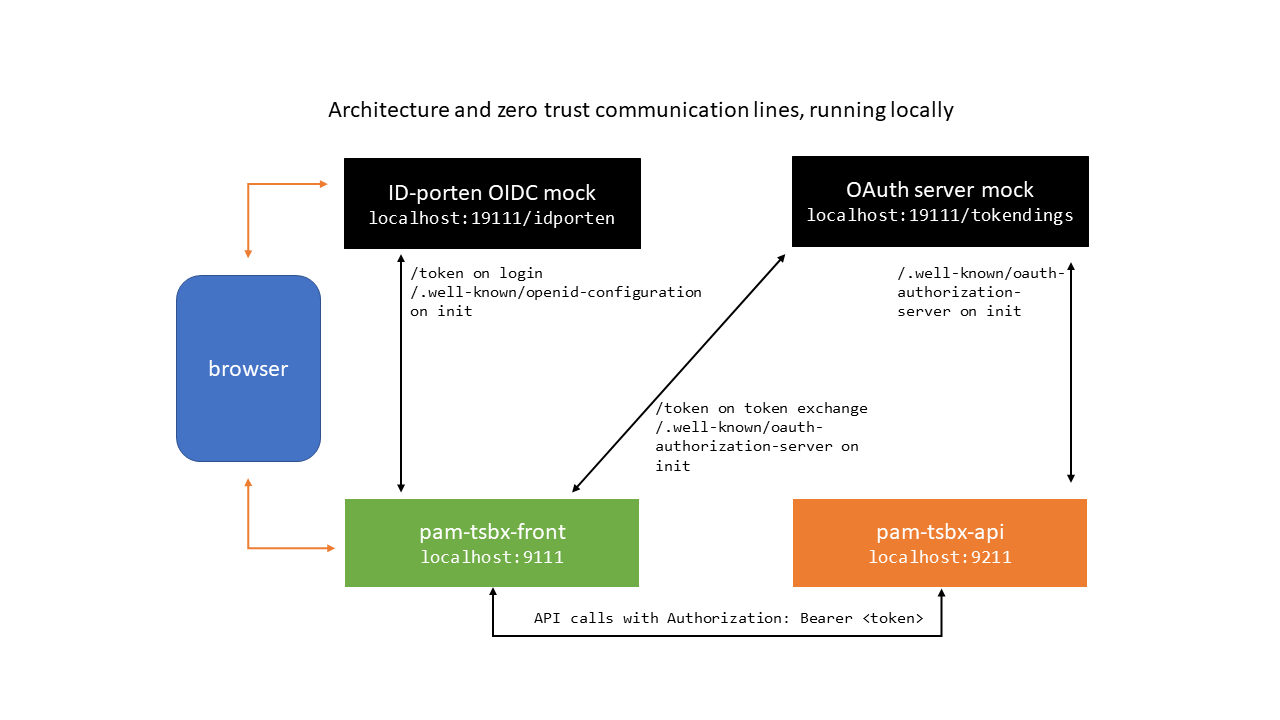 Architecture and zero trust communication lines, running locally
ID-porten OIDC mock
localhost:19111/idporten
OAuth server mock
localhost:19111/tokendings
/token on login
/.well-known/openid-configuration
on init
/.well-known/oauth-
authorization-
server on init
browser
/token on token exchange
/.well-known/oauth-
authorization-server on
init
pam-tsbx-front
localhost:9111
pam-tsbx-api
localhost:9211
API calls with Authorization: Bearer <token>